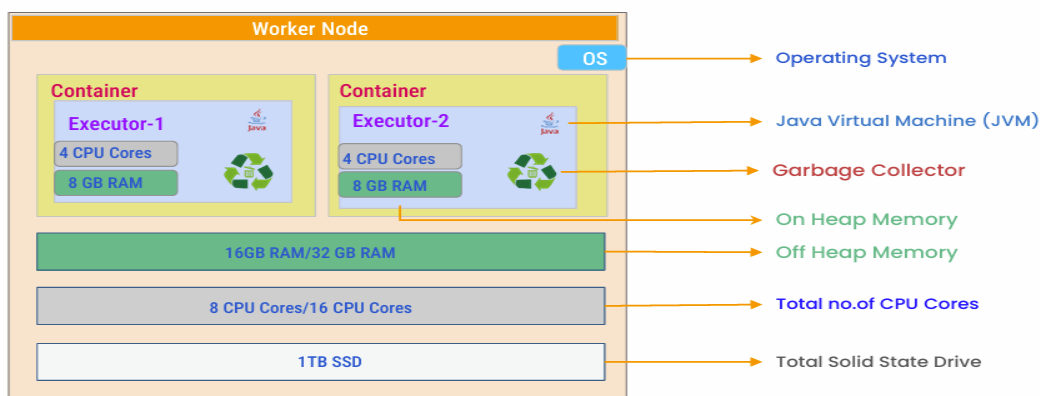 Worker Node
OS
Operating System
Container
Container
Executor-1
Java
Executor-2
Java
Java Virtual Machine (JVM)
4 CPU Cores
4 CPU Cores
Garbage Collector
8 GB RAM
8 GB RAM
On Heap Memory
16GB RAM/32 GB RAM
Off Heap Memory
8 CPU Cores/16 CPU Cores
Total no.of CPU Cores
1TB SSD
Total Solid State Drive